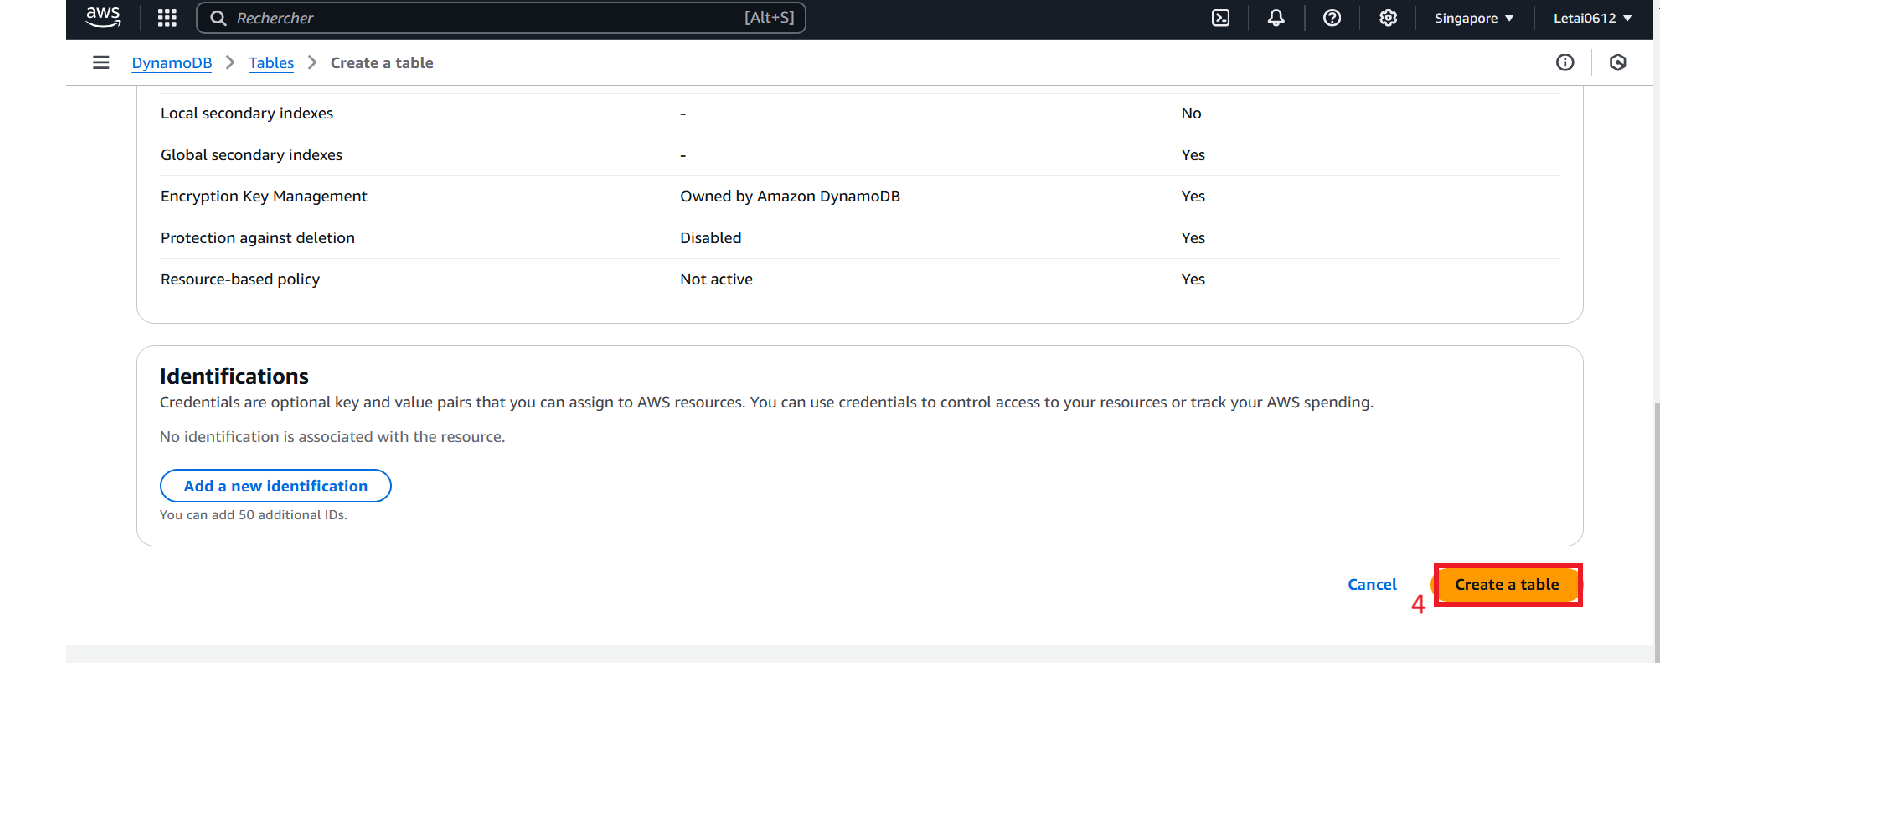 aws Rechercher [Alt+S] Singapore Letai0612
DynamoDB Tables Create a table
Local secondary indexes - No
Global secondary indexes - Yes
Encryption Key Management Owned by Amazon DynamoDB Yes
Protection against deletion Disabled Yes
Resource-based policy Not active Yes
Identifications
Credentials are optional key and value pairs that you can assign to AWS resources. You can use credentials to control access to your resources or track your AWS spending.
No identification is associated with the resource.
Add a new identification
You can add 50 additional IDs.
Cancel Create a table
4